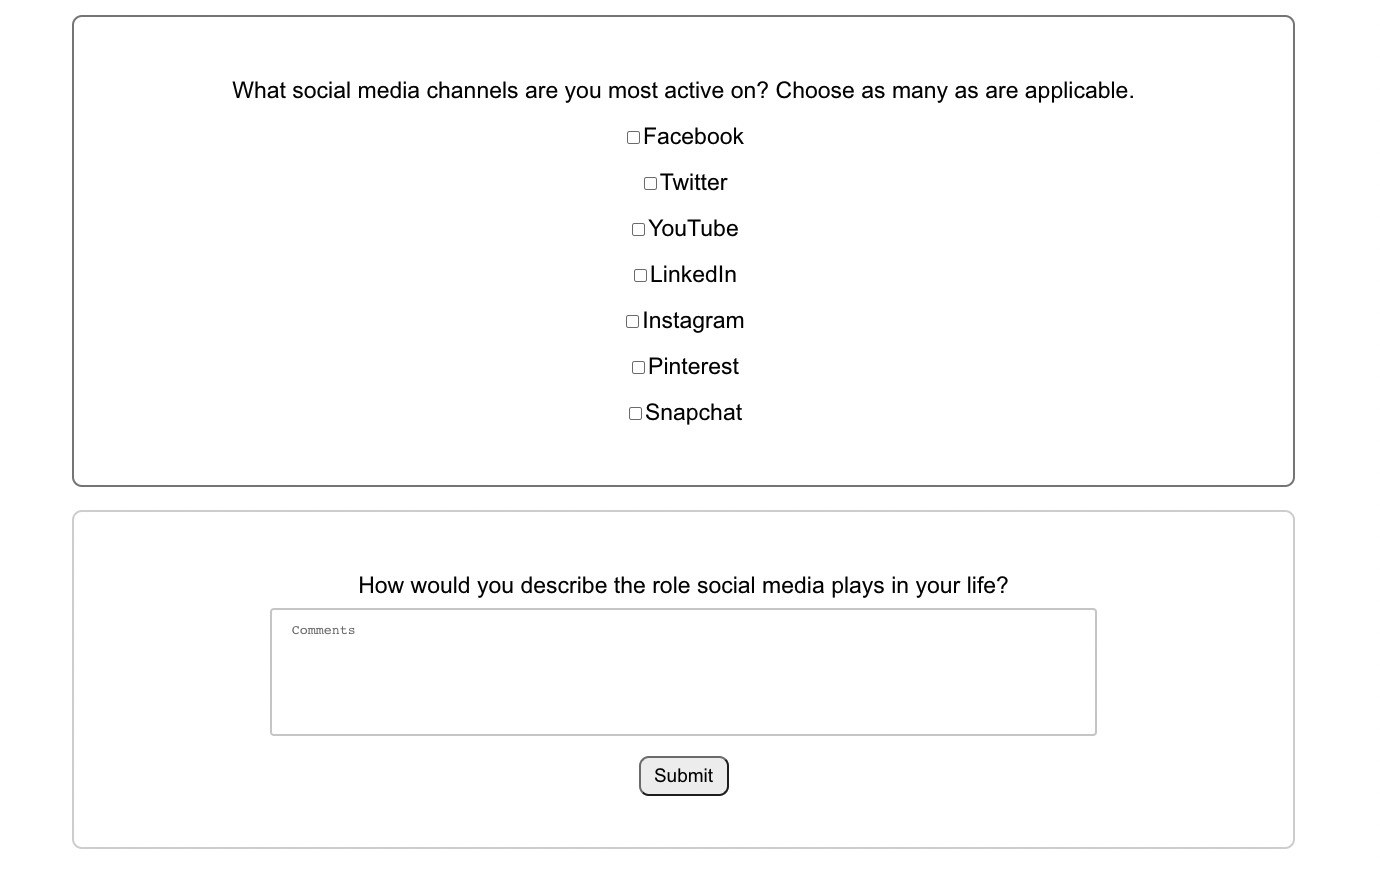 What social media channels are you most active on? Choose as many as are applicable.
Facebook
Twitter
YouTube
LinkedIn
Instagram
Pinterest
Snapchat
How would you describe the role social media plays in your life?
Comments
Submit